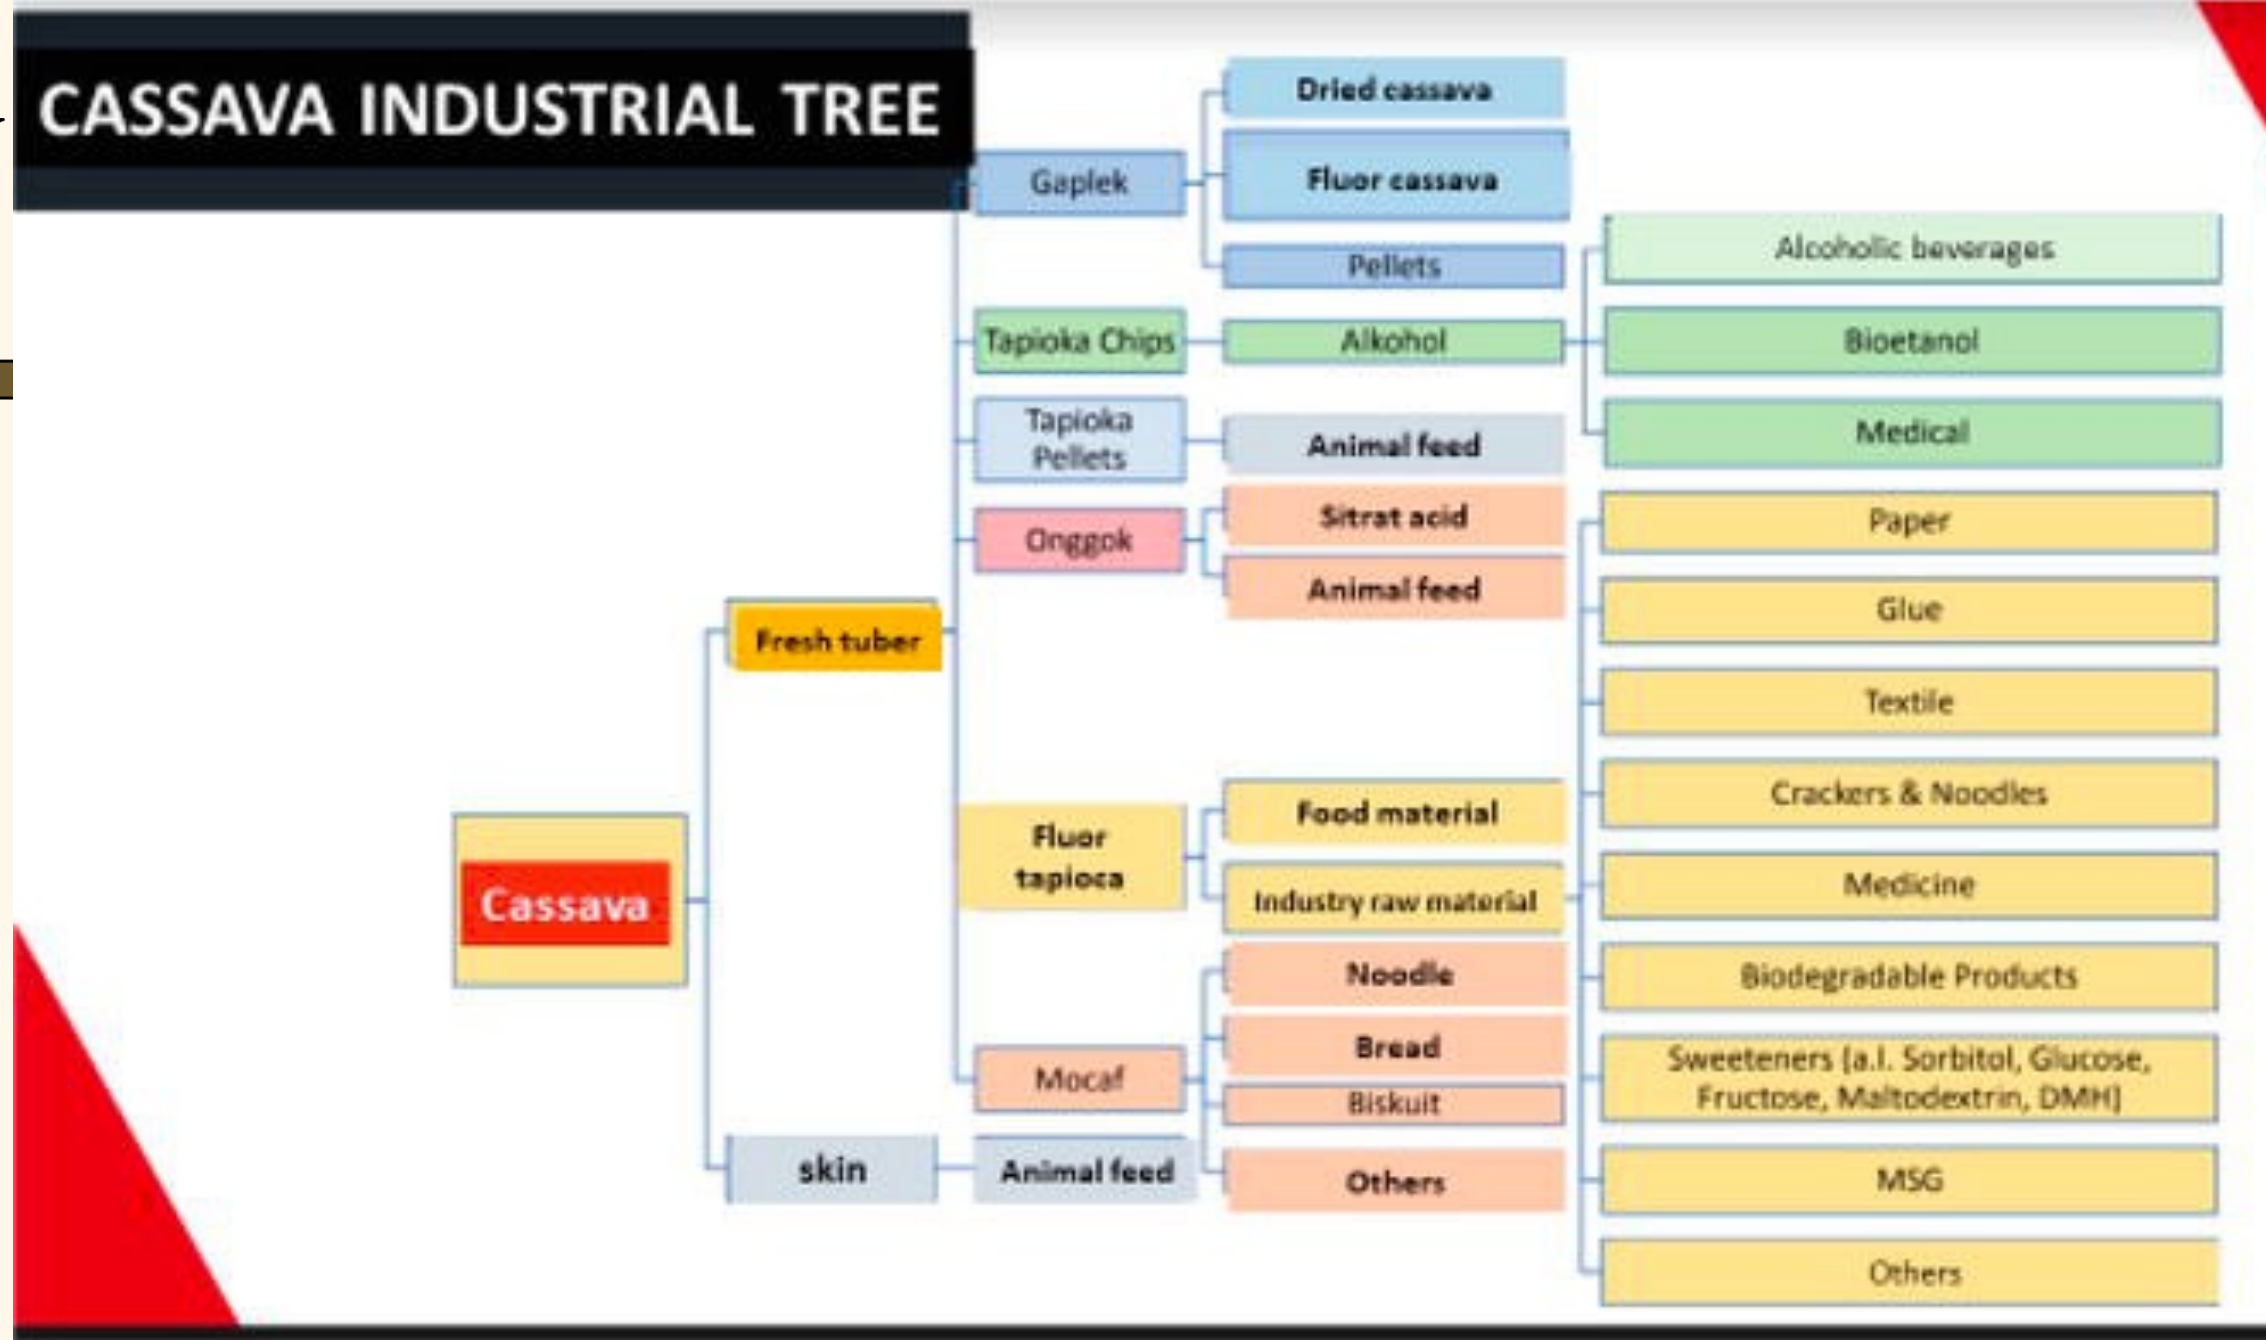 CASSAVA INDUSTRIAL TREE
Dried cassava
Gaplek
Fluor cassava
Pellets
Alcoholic beverages
Tapioka Chips
Alkohol
Bioetanol
Medical
Tapioka
Pellets
Animal feed
Onggok
Sitrat acid
Animal feed
Paper
Glue
Textile
Crackers & Noodles
Medicine
Biodegradable Products
Sweeteners (a.l. Sorbitol, Glucose,
Fructose, Maltodextrin, DMH)
MSG
Others
Fresh tuber
Fluor
tapioca
Food material
Industry raw material
Cassava
Mocaf
Noodle
Bread
Biskuit
Others
skin
Animal feed